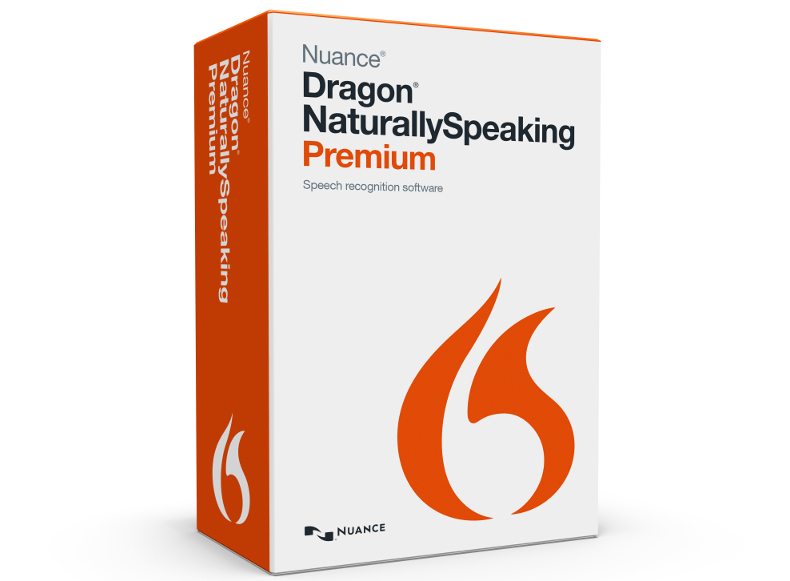 Nuance®
Dragon®
NaturallySpeaking
Premium
Speech recognition software
NUANCE
Nuance®
Dragon®
NaturallySpeaking
Premium